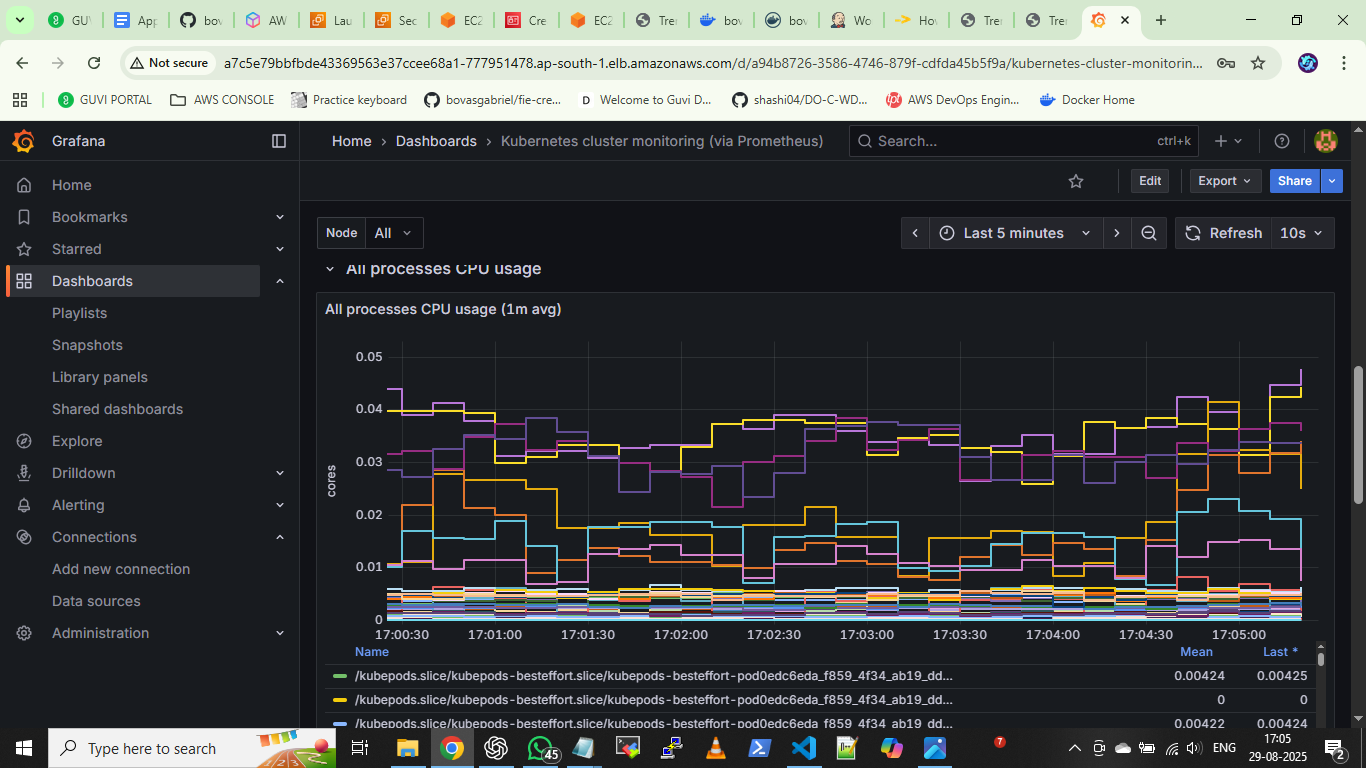 GUV
App
bov
AW
Lau
Sec
EC2
Cre
EC2
Tre
bov
bov
Wo
Hov
Tre
Tre
Not secure
a7c5e79bbfbde43369563e37ccee68a1-777951478.ap-south-1.elb.amazonaws.com/d/a94b8726-3586-4746-879f-cdfda45b5f9a/kubernetes-cluster-monitorin...
GUVI PORTAL
AWS CONSOLE
Practice keyboard
bovasgabriel/fie-cre...
Welcome to Guvi D...
shashi04/DO-C-WD...
AWS DevOps Engin...
Docker Home
Grafana
Home › Dashboards › Kubernetes cluster monitoring (via Prometheus)
Search...
ctrl+k
Edit
Export
Share
Home
Bookmarks
Starred
Dashboards
Playlists
Snapshots
Library panels
Shared dashboards
Explore
Drilldown
Alerting
Connections
Add new connection
Data sources
Administration
Node
All
Last 5 minutes
Refresh
10s
All processes CPU usage
All processes CPU usage (1m avg)
cores
0.05
0.04
0.03
0.02
0.01
0
17:00:30 17:01:00 17:01:30 17:02:00 17:02:30 17:03:00 17:03:30 17:04:00 17:04:30 17:05:00
Name Mean Last *
/kubepods.slice/kubepods-besteffort.slice/kubepods-besteffort-pod0edc6eda_f859_4f34_ab19_dd... 0.00424 0.00425
/kubepods.slice/kubepods-besteffort.slice/kubepods-besteffort-pod0edc6eda_f859_4f34_ab19_dd... 0 0
/kubepods.slice/kubepods-besteffort.slice/kubepods-besteffort-pod0edc6eda_f859_4f34_ab19_dd... 0.00422 0.00424
Type here to search
45
7
ENG
17:05
29-08-2025
2